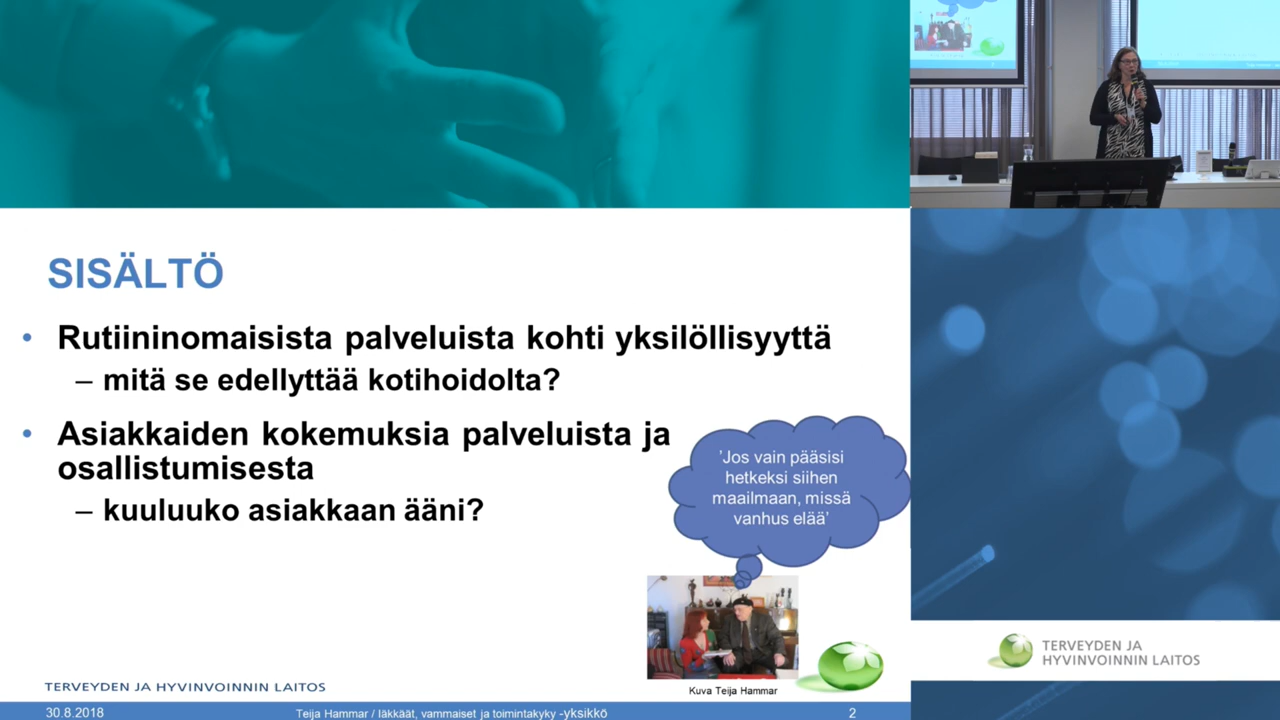 SISÄLTÖ
• Rutiininomaisista palveluista kohti yksilöllisyyttä
– mitä se edellyttää kotihoidolta?
• Asiakkaiden kokemuksia palveluista ja
osallistumisesta
– kuuluuko asiakkaan ääni?
'Jos vain pääsisi
hetkeksi siihen
maailmaan, missä
vanhus elää'
Kuva Teija Hammar
TERVEYDEN JA HYVINVOINNIN LAITOS
30.8.2018
Teija Hammar / Iäkkäät, vammaiset ja toimintakyky -yksikkö
2
TERVEYDEN JA
HYVINVOINNIN LAITOS